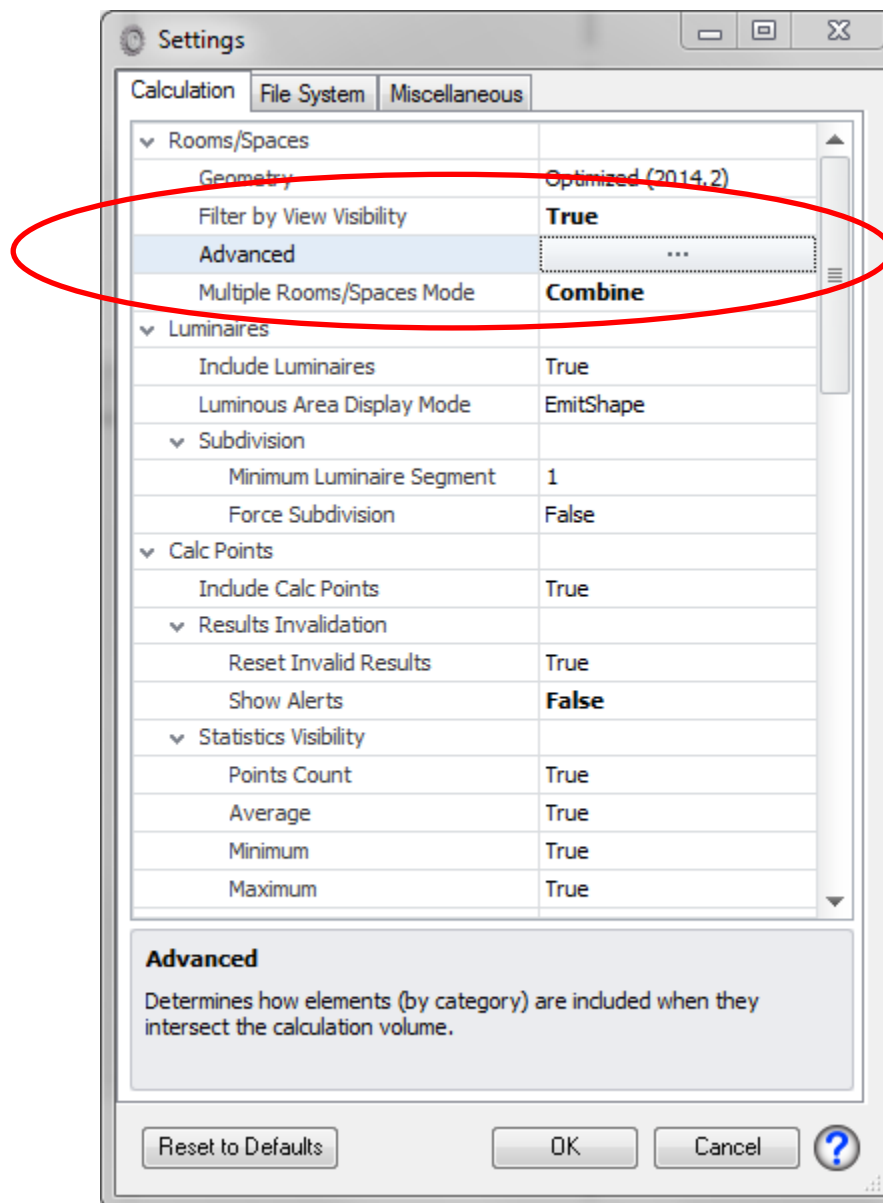 Settings
Calculation File System Miscellaneous
Rooms/Spaces
Geometry Optimized (2014.2)
Filter by View Visibility True
Advanced ...
Multiple Rooms/Spaces Mode Combine
Luminaires
Include Luminaires True
Luminous Area Display Mode EmitShape
Subdivision
Minimum Luminaire Segment 1
Force Subdivision False
Calc Points
Include Calc Points True
Results Invalidation
Reset Invalid Results True
Show Alerts False
Statistics Visibility
Points Count True
Average True
Minimum True
Maximum True
Advanced
Determines how elements (by category) are included when they
intersect the calculation volume.
Reset to Defaults OK Cancel ?